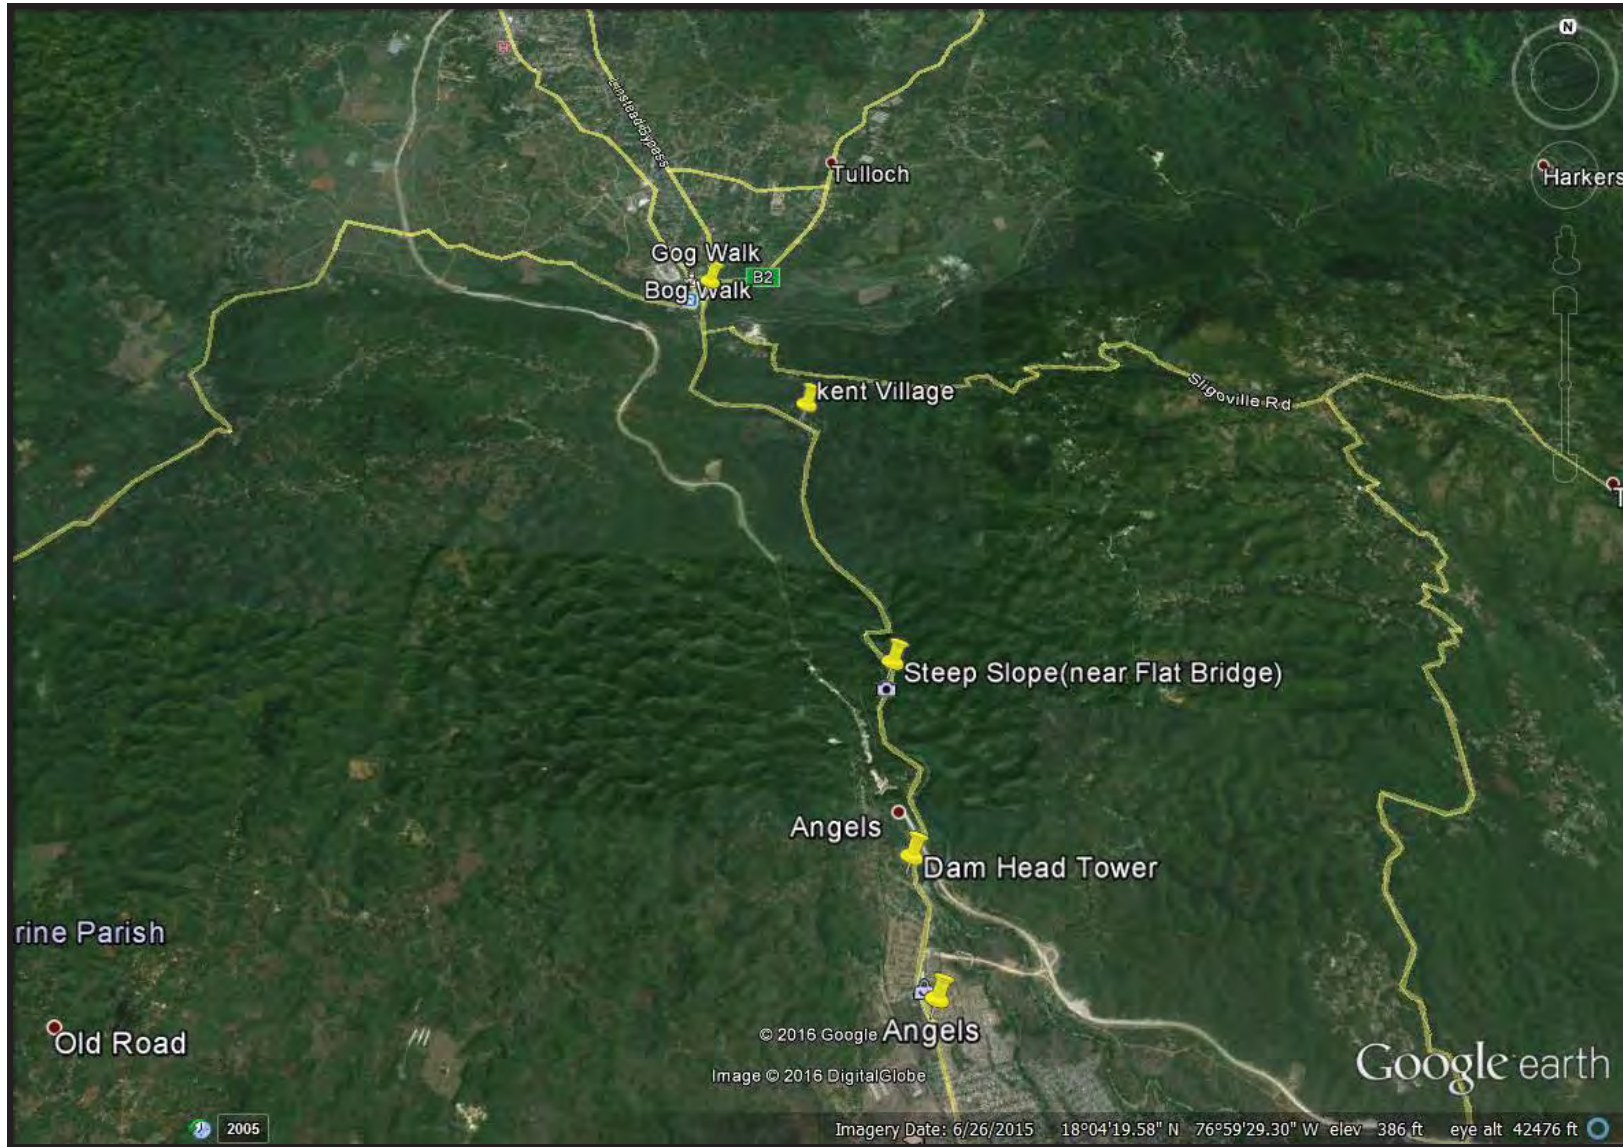 N
H
Linstead Bypass
Tulloch
Harkers
Gog Walk
B2
Bog Walk
kent Village
Sligoville Rd
T
Steep Slope(near Flat Bridge)
Angels
Dam Head Tower
rine Parish
Old Road
© 2016 Google
Angels
Image © 2016 DigitalGlobe
Google earth
2005
Imagery Date: 6/26/2015 18°04'19.58" N 76°59'29.30" W elev 386 ft eye alt 42476 ft